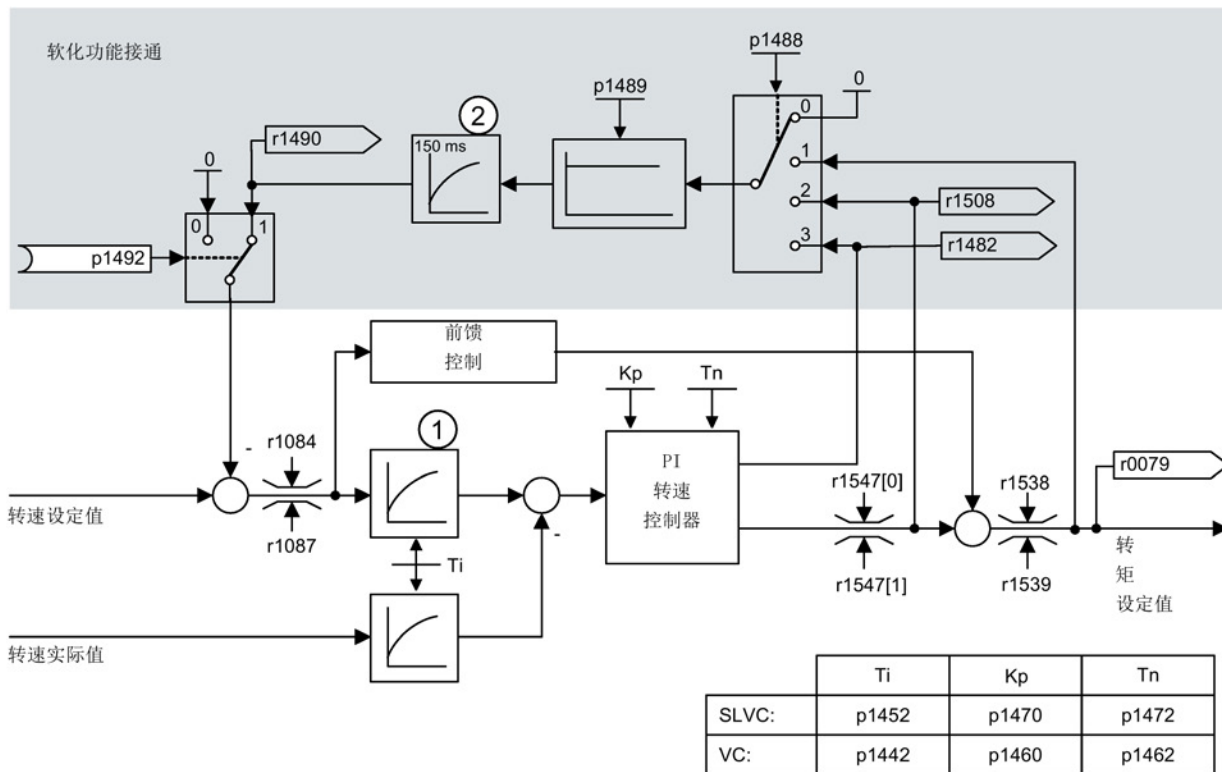 软化功能接通
p1488
0
p1489
0
②
r1490
150 ms
1
0
2
r1508
0
1
3
r1482
p1492
前馈
控制
Kp
Tn
①
r1084
-
PI
转速
控制器
r0079
r1547[0]
r1538
转速设定值
r1087
-
Ti
r1547[1]
r1539
转
矩
设定值
转速实际值
Ti Kp Tn
SLVC: p1452 p1470 p1472
VC: p1442 p1460 p1462